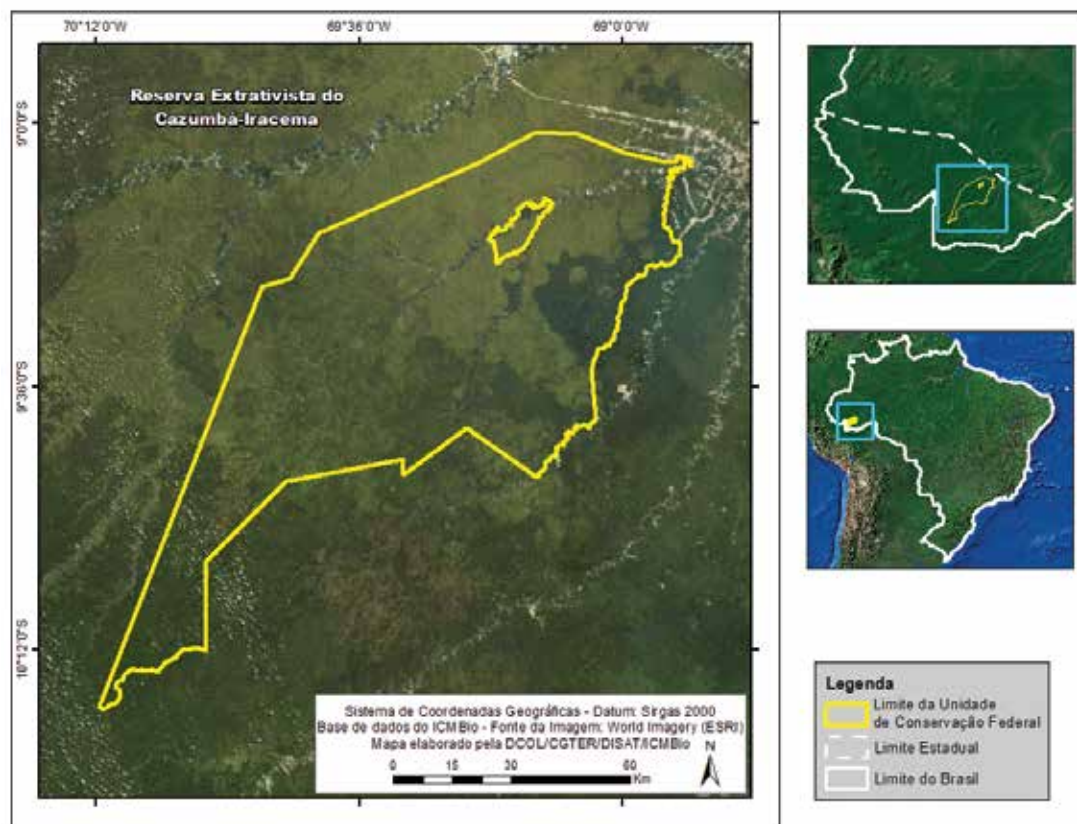 70°12'0"W
69°36'0"W
69°0'0"W
Reserva Extrativista do
Cazumbá-Iracema
9°0'0"S
9°36'0"S
10°12'0"S
Sistema de Coordenadas Geográficas - Datum: Sirgas 2000
Base de dados do ICMBio - Fonte da Imagem: World Imagery (ESRI)
Mapa elaborado pela DCOL/CGTER/DISAT/ICMBio
N
0 15 30 60
Km
Legenda
Limite da Unidade
de Conservação Federal
Limite Estadual
Limite do Brasil